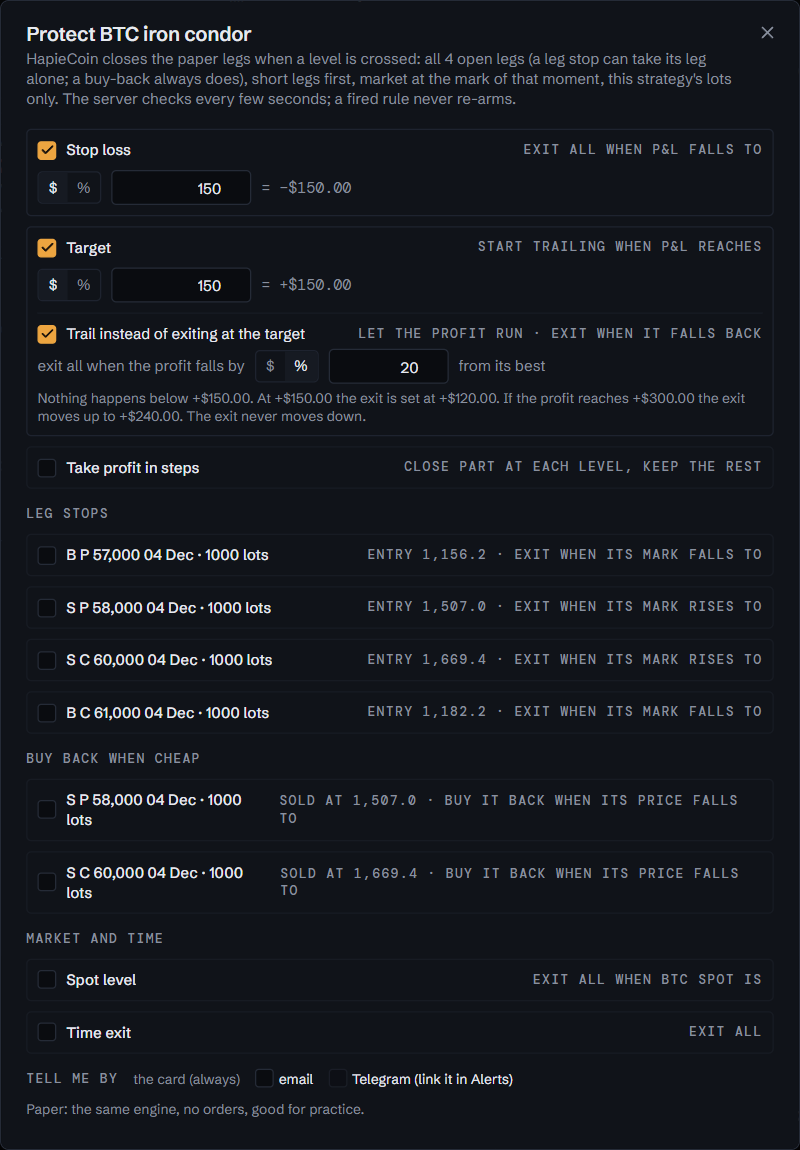 Protect BTC iron condor
HapieCoin closes the paper legs when a level is crossed: all 4 open legs (a leg stop can take its leg
alone; a buy-back always does), short legs first, market at the mark of that moment, this strategy's lots
only. The server checks every few seconds; a fired rule never re-arms.
Stop loss EXIT ALL WHEN P&L FALLS TO
$ % 150 = −$150.00
Target START TRAILING WHEN P&L REACHES
$ % 150 = +$150.00
Trail instead of exiting at the target LET THE PROFIT RUN · EXIT WHEN IT FALLS BACK
exit all when the profit falls by $ % 20 from its best
Nothing happens below +$150.00. At +$150.00 the exit is set at +$120.00. If the profit reaches +$300.00 the exit
moves up to +$240.00. The exit never moves down.
Take profit in steps CLOSE PART AT EACH LEVEL, KEEP THE REST
LEG STOPS
B P 57,000 04 Dec · 1000 lots ENTRY 1,156.2 · EXIT WHEN ITS MARK FALLS TO
S P 58,000 04 Dec · 1000 lots ENTRY 1,507.0 · EXIT WHEN ITS MARK RISES TO
S C 60,000 04 Dec · 1000 lots ENTRY 1,669.4 · EXIT WHEN ITS MARK RISES TO
B C 61,000 04 Dec · 1000 lots ENTRY 1,182.2 · EXIT WHEN ITS MARK FALLS TO
BUY BACK WHEN CHEAP
S P 58,000 04 Dec · 1000 SOLD AT 1,507.0 · BUY IT BACK WHEN ITS PRICE FALLS
lots TO
S C 60,000 04 Dec · 1000 SOLD AT 1,669.4 · BUY IT BACK WHEN ITS PRICE FALLS
lots TO
MARKET AND TIME
Spot level EXIT ALL WHEN BTC SPOT IS
Time exit EXIT ALL
TELL ME BY the card (always) email Telegram (link it in Alerts)
Paper: the same engine, no orders, good for practice.